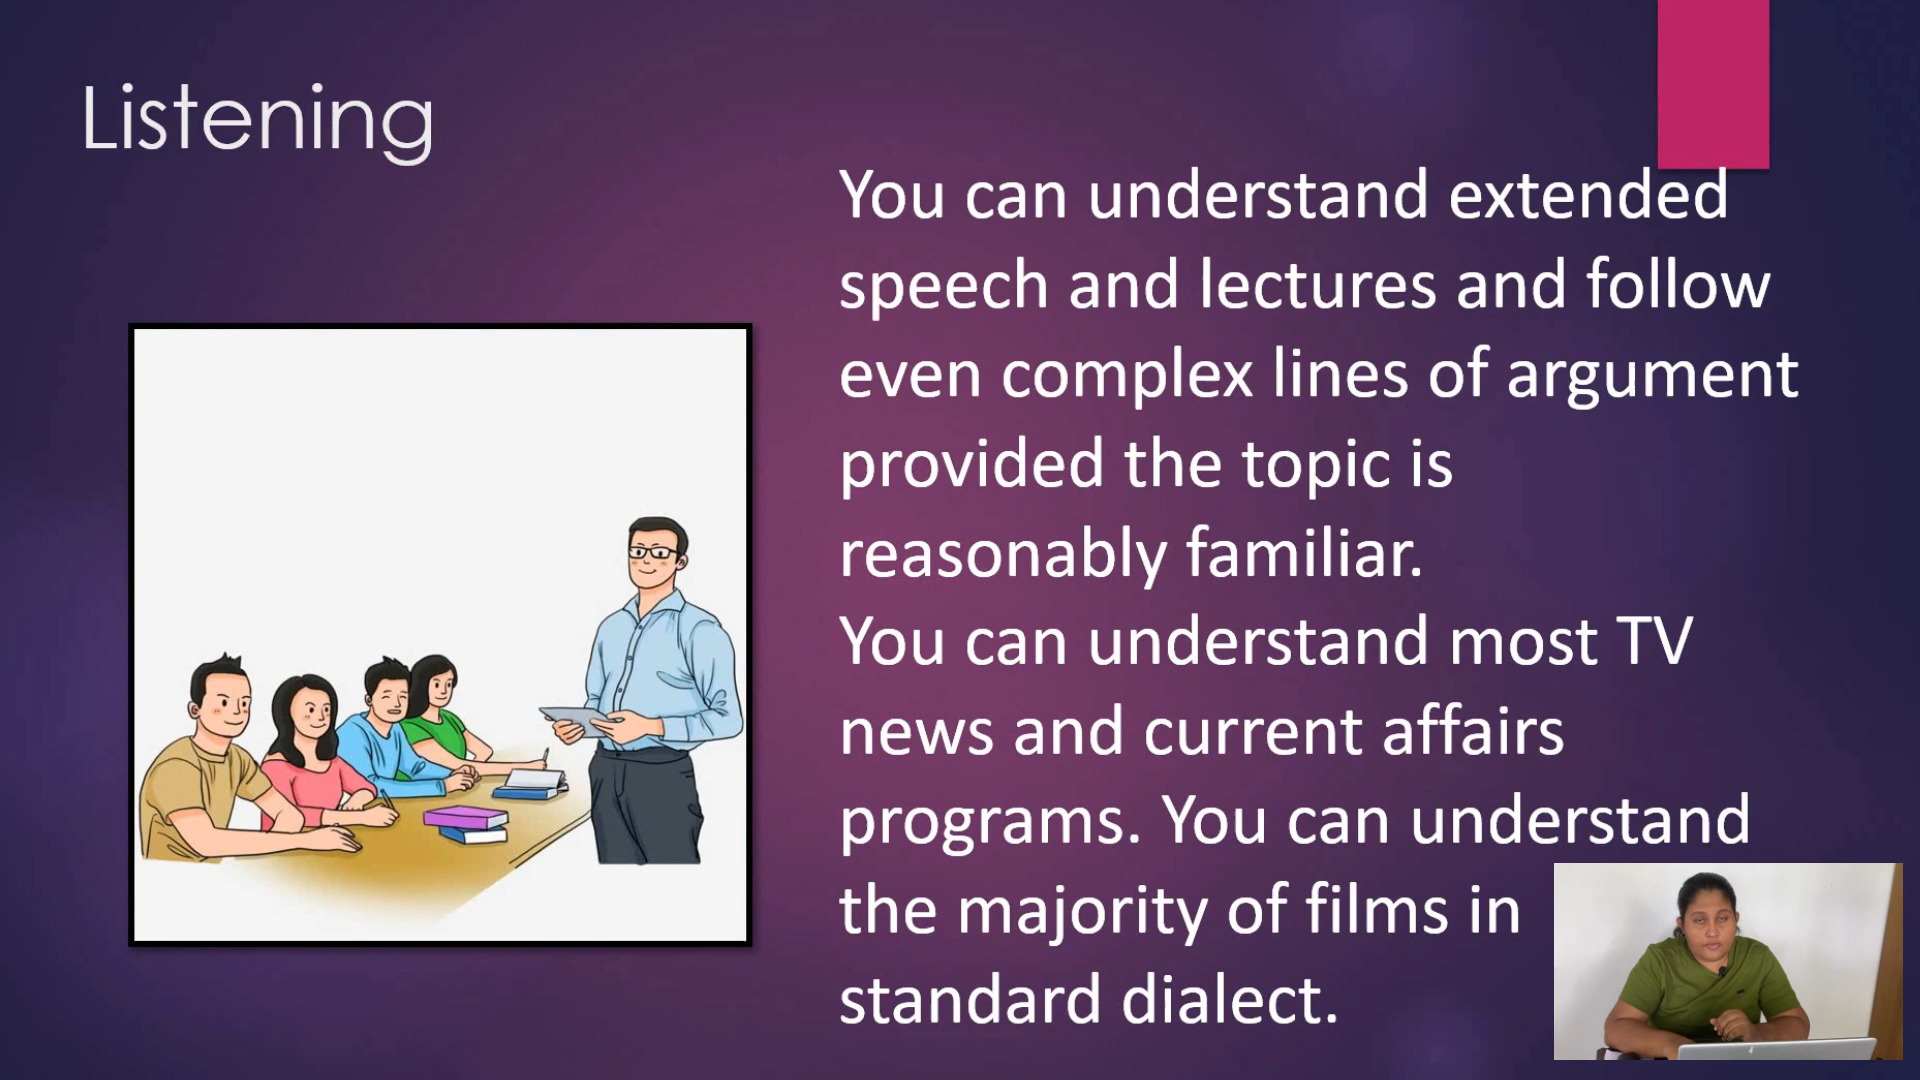 Listening
You can understand extended
speech and lectures and follow
even complex lines of argument
provided the topic is
reasonably familiar.
You can understand most TV
news and current affairs
programs. You can understand
the majority of films in
standard dialect.